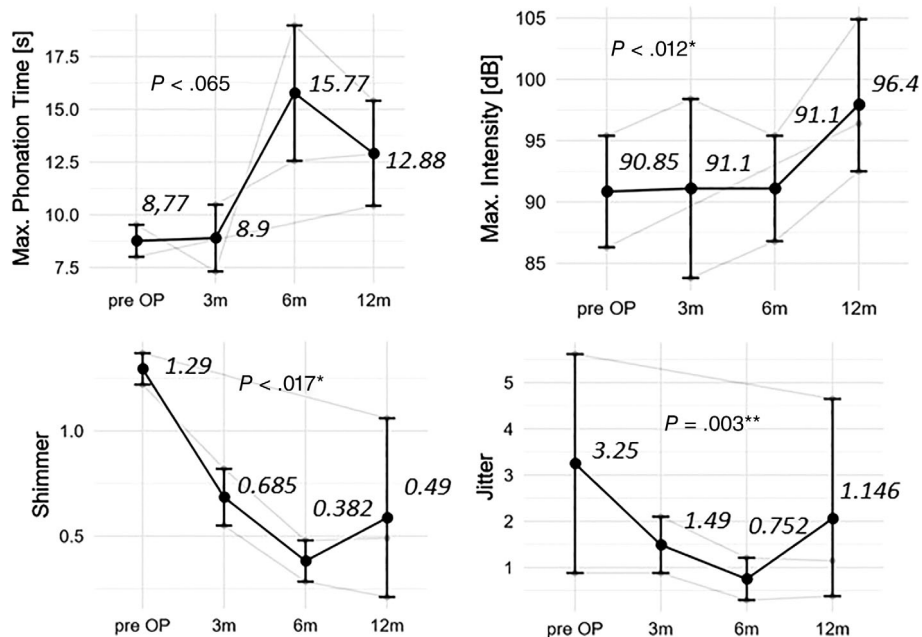 Max. Phonation Time [s]
17.5
15.0
12.5
10.0
7.5
P < .065
8,77
8.9
15.77
12.88
pre OP 3m 6m 12m
Max. Intensity [dB]
105
100
95
90
85
P < .012*
90.85
91.1
91.1
96.4
pre OP 3m 6m 12m
Shimmer
1.0
0.5
P < .017*
1.29
0.685
0.382
0.49
pre OP 3m 6m 12m
Jitter
5
4
3
2
1
P = .003**
3.25
1.49
0.752
1.146
pre OP 3m 6m 12m